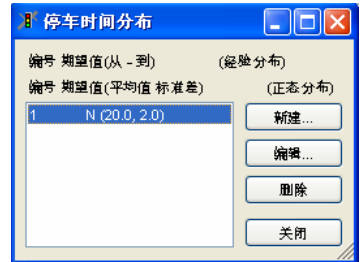 停车时间分布
编号 期望值(从 - 到) (经验分布)
编号 期望值(平均值 标准差) (正态分布)
1 N (20.0, 2.0)
新建...
编辑...
删除
关闭